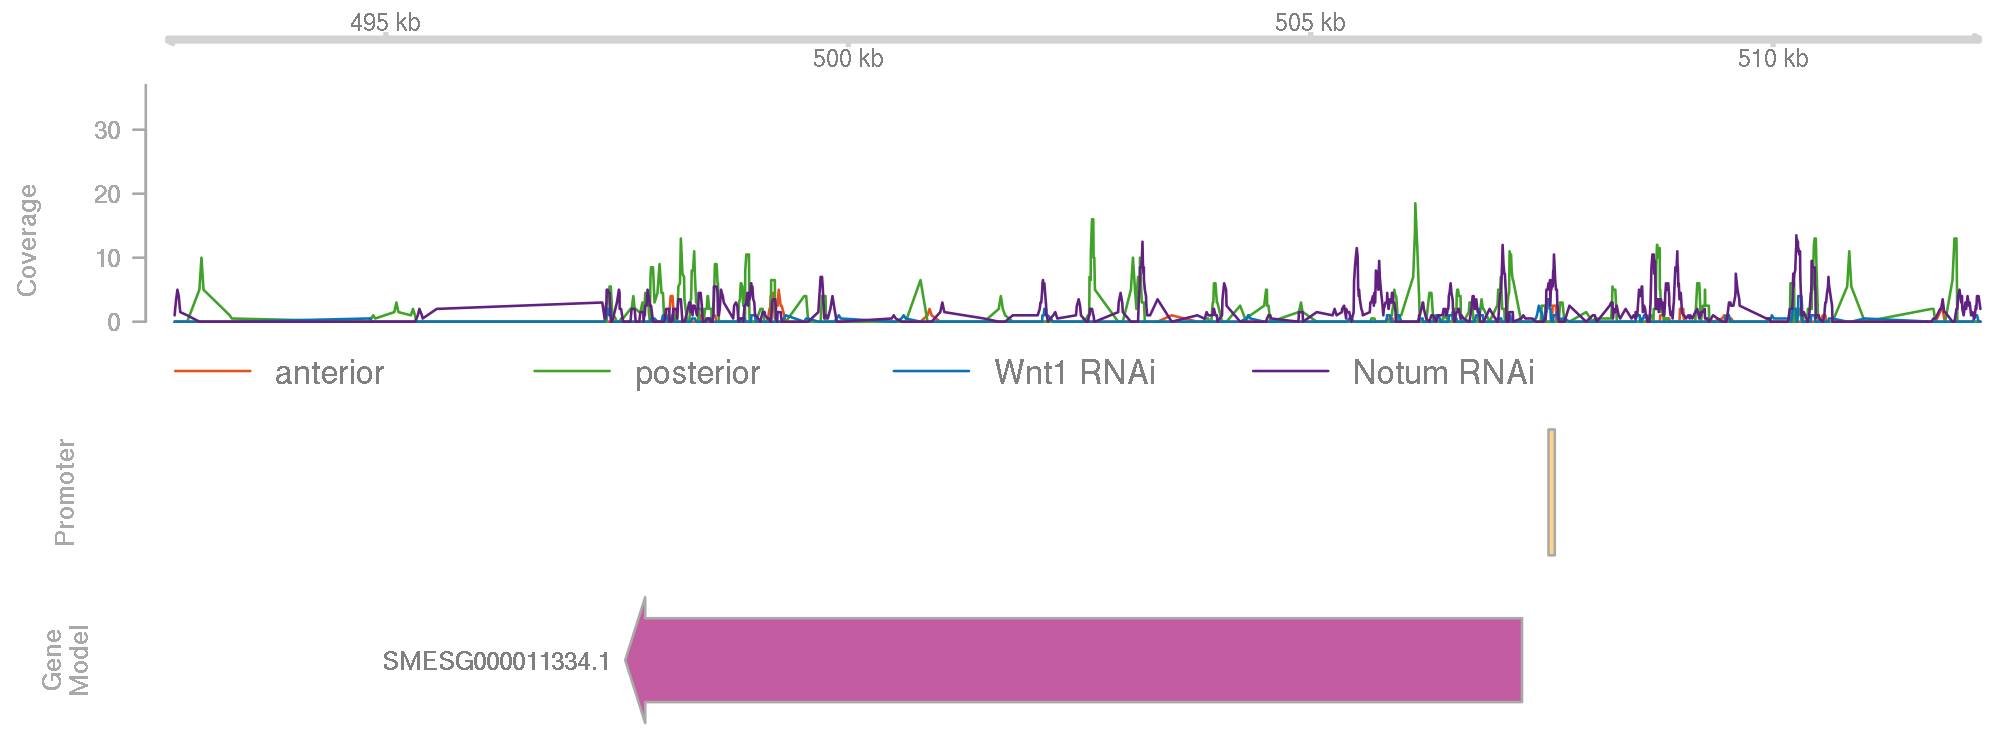 495 kb
505 kb
500 kb
510 kb
Coverage
30
20
10
0
anterior
posterior
Wnt1 RNAi
Notum RNAi
Promoter
Gene
Model
SMESG000011334.1